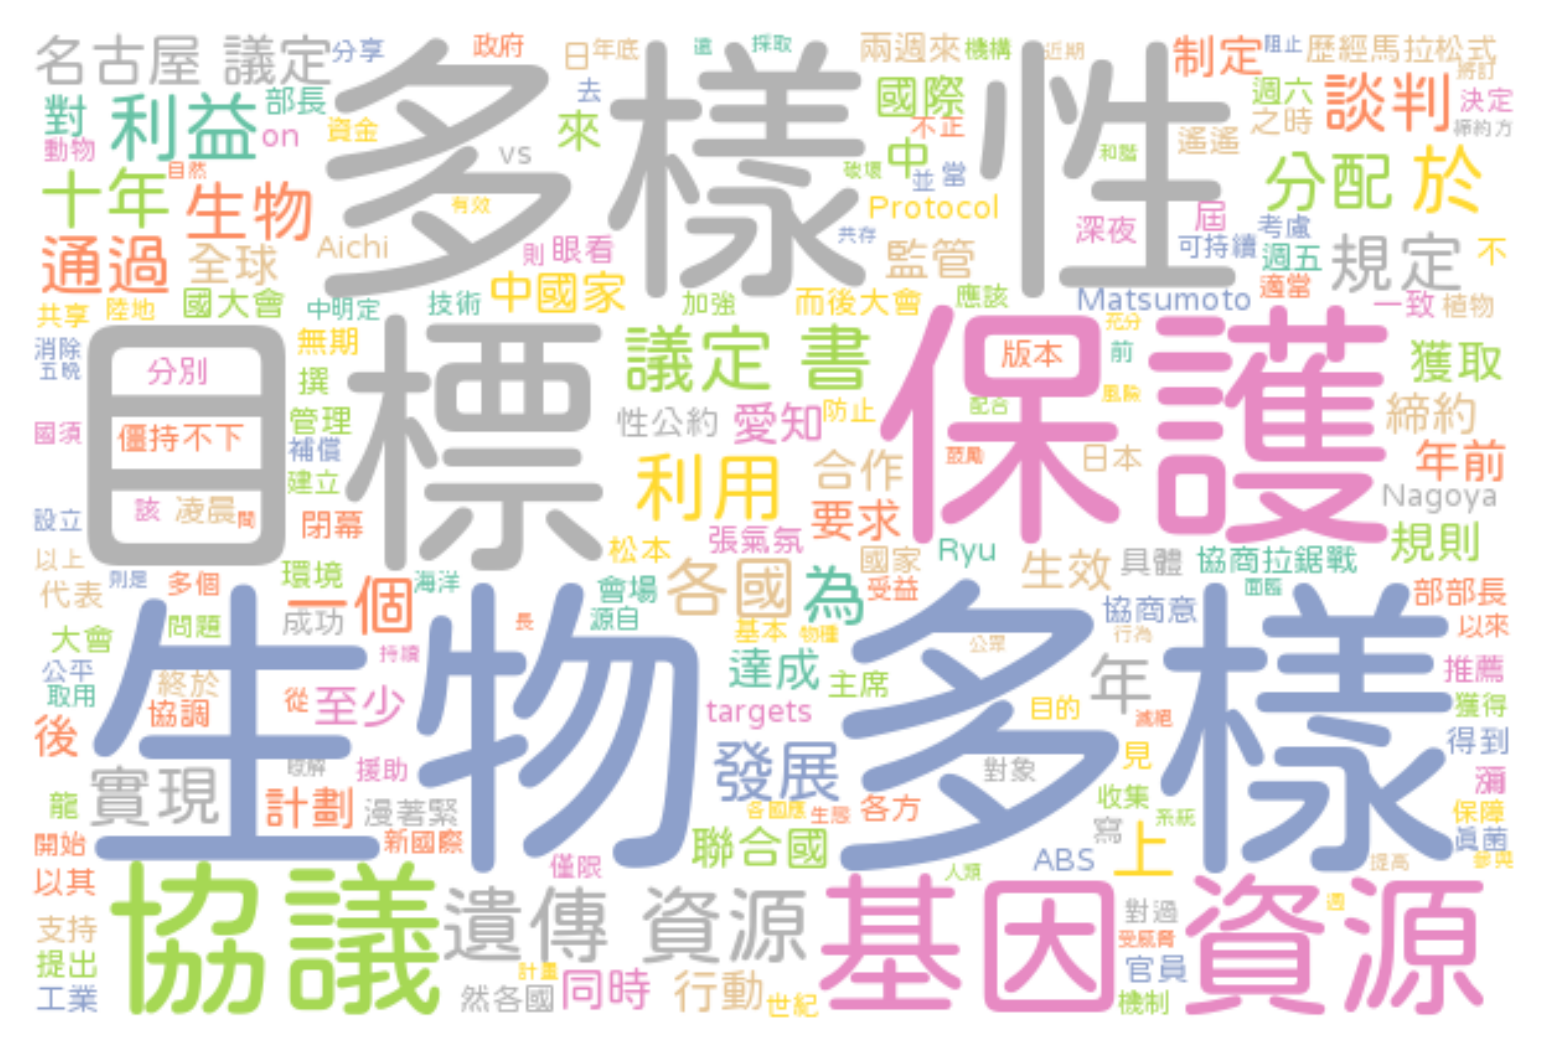 名古屋 議定
分享
多樣性
政府
日
年底
還
採取
兩週來
機構
近期
制定
阻止
歷經馬拉松式
對
利益
部長
on
資金
去
來
國際
不正
週六
之時
談判
決定
締約方
動物
自然
vs
破壞
中
並
當
和諧
遙遙
十年
生物
有效
Protocol
深夜
屆
考慮
分配
於
通過
全球
Aichi
則
眼看
共存
監管
可持續
週五
規定
不
共享
陸地
國大會
中明定
技術
中國家
加強
而後大會
應該
Matsumoto
適當
一致
植物
消除
五晚
目標
分別
無期
撰
議定 書
保護
版本
充分
前
獲取
國須
僵持不下
管理
補償
性公約
愛知
防止
配合
風險
締約
該
凌晨
間
建立
利用
合作
鼓勵
日本
年前
設立
閉幕
張氣氛
要求
Nagoya
以上
松本
國家
Ryu
生效
具體
協商拉鋸戰
規則
代表
則是
多個
環境
一個
海洋
會場
各國
為
受益
面臨
部部長
大會
問題
成功
長
源自
基本
物種
協商意
行為
以來
公平
取用
生物多樣
持續
達成
主席
公眾
年
推薦
終於
協調
從
至少
targets
目的
滅絕
獲得
後
實現
瞭解
援助
發展
對象
見
得到
龍
計劃
漫著緊
各國應
生態
各方
收集
系統
瀰
保障
開始
新國際
聯合國
寫
ABS
上
真菌
以其
僅限
人類
提高
參與
協議
遺傳 資源
基因資源
支持
對過
受威脅
週
提出
計畫
官員
工業
然各國
同時
行動
世紀
機制